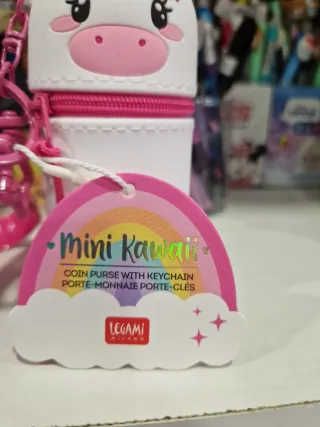 Mini Kawaii
COIN PURSE WITH KEYCHAIN
PORTE-MONNAIE PORTE-CLÉS
LEGAMI
MILANO